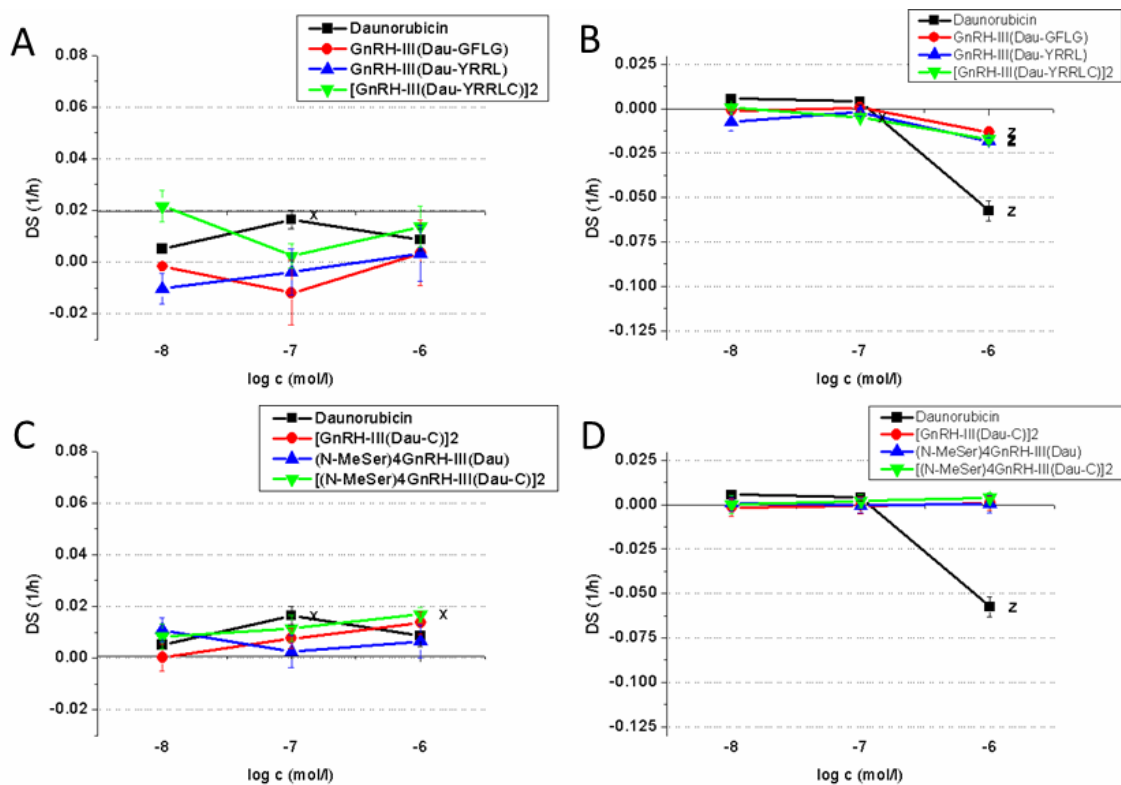 A
Daunorubicin
GnRH-III(Dau-GFLG)
GnRH-III(Dau-YRRL)
[GnRH-III(Dau-YRRLC)]2
0.08
0.06
0.04
0.02
0.00
-0.02
DS (1/h)
x
-8
-7
-6
log c (mol/l)
B
Daunorubicin
GnRH-III(Dau-GFLG)
GnRH-III(Dau-YRRL)
[GnRH-III(Dau-YRRLC)]2
0.025
0.000
-0.025
-0.050
-0.075
-0.100
-0.125
DS (1/h)
x
z
z
z
z
-8
-7
-6
log c (mol/l)
C
Daunorubicin
[GnRH-III(Dau-C)]2
(N-MeSer)4GnRH-III(Dau)
[(N-MeSer)4GnRH-III(Dau-C)]2
0.08
0.06
0.04
0.02
0.00
-0.02
DS (1/h)
x
x
-8
-7
-6
log c (mol/l)
D
Daunorubicin
[GnRH-III(Dau-C)]2
(N-MeSer)4GnRH-III(Dau)
[(N-MeSer)4GnRH-III(Dau-C)]2
0.025
0.000
-0.025
-0.050
-0.075
-0.100
-0.125
DS (1/h)
z
-8
-7
-6
log c (mol/l)